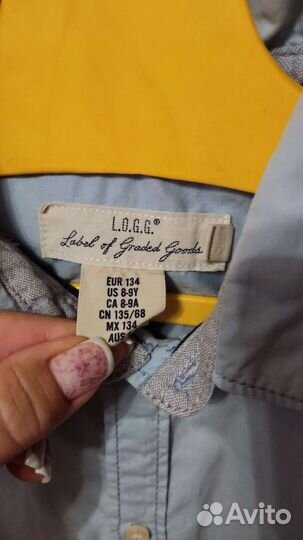 L.O.G.G.®
Label of Graded Goods
EUR 134
US 8-9Y
CA 8-9A
CN 135/68
MX 134
AUS
Avito